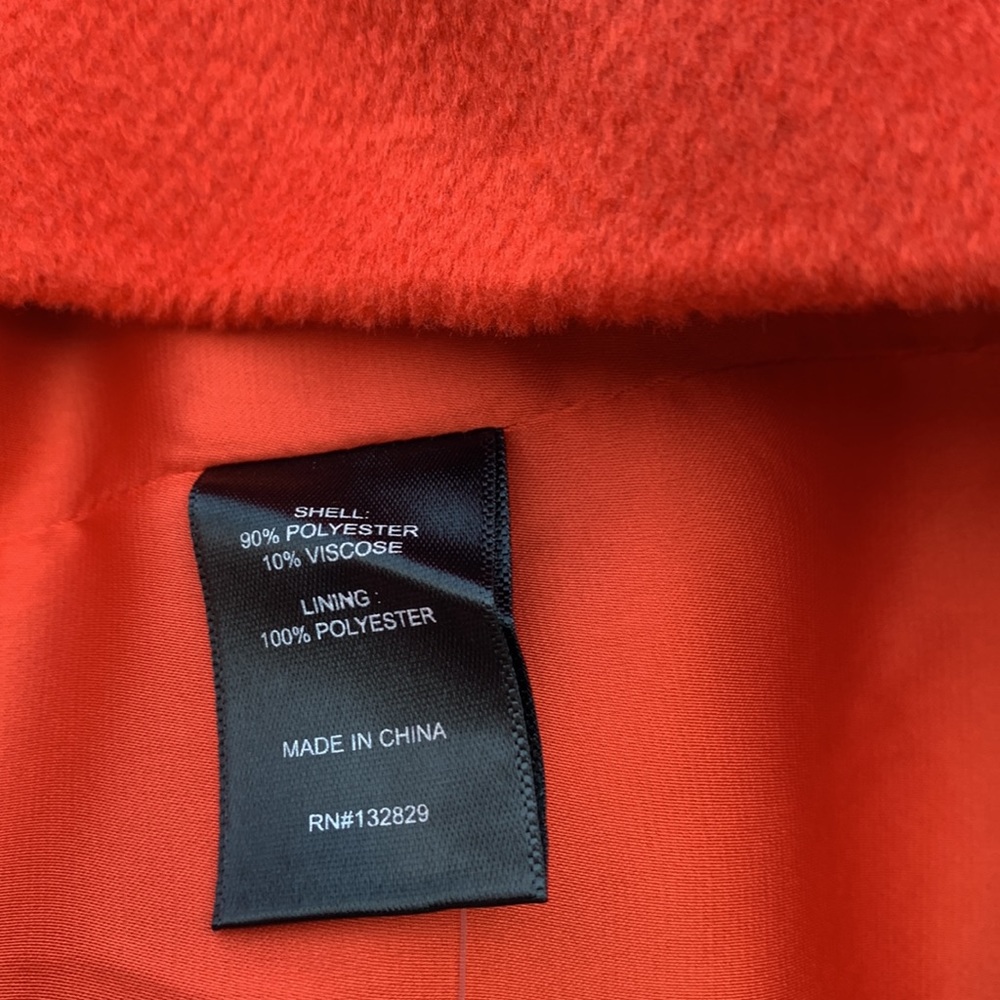 SHELL:
90% POLYESTER
10% VISCOSE
LINING :
100% POLYESTER
MADE IN CHINA
RN#132829